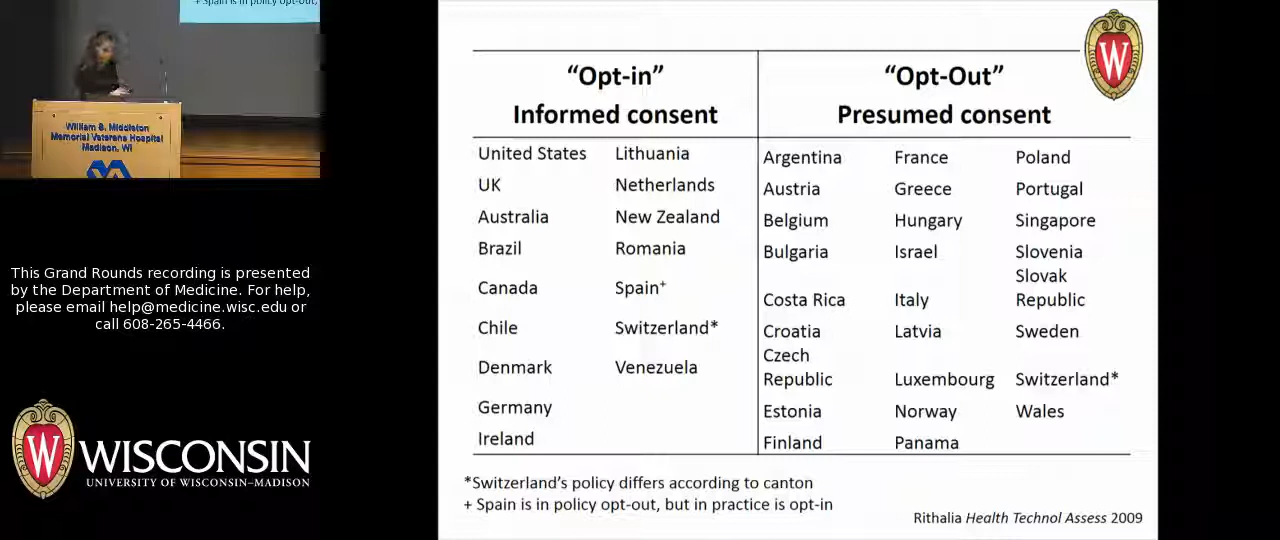 + Spain is in policy opt-out,
William S. Middleton
Memorial Veterans Hospital
Madison, WI
This Grand Rounds recording is presented
by the Department of Medicine. For help,
please email help@medicine.wisc.edu or
call 608-265-4466.
W
WISCONSIN
UNIVERSITY OF WISCONSIN–MADISON
W
“Opt-in”
Informed consent
“Opt-Out”
Presumed consent
United States Lithuania
UK Netherlands
Australia New Zealand
Brazil Romania
Canada Spain+
Chile Switzerland*
Denmark Venezuela
Germany
Ireland
Argentina France Poland
Austria Greece Portugal
Belgium Hungary Singapore
Bulgaria Israel Slovenia
Slovak
Costa Rica Italy Republic
Croatia Latvia Sweden
Czech
Republic Luxembourg Switzerland*
Estonia Norway Wales
Finland Panama
*Switzerland’s policy differs according to canton
+ Spain is in policy opt-out, but in practice is opt-in
Rithalia Health Technol Assess 2009